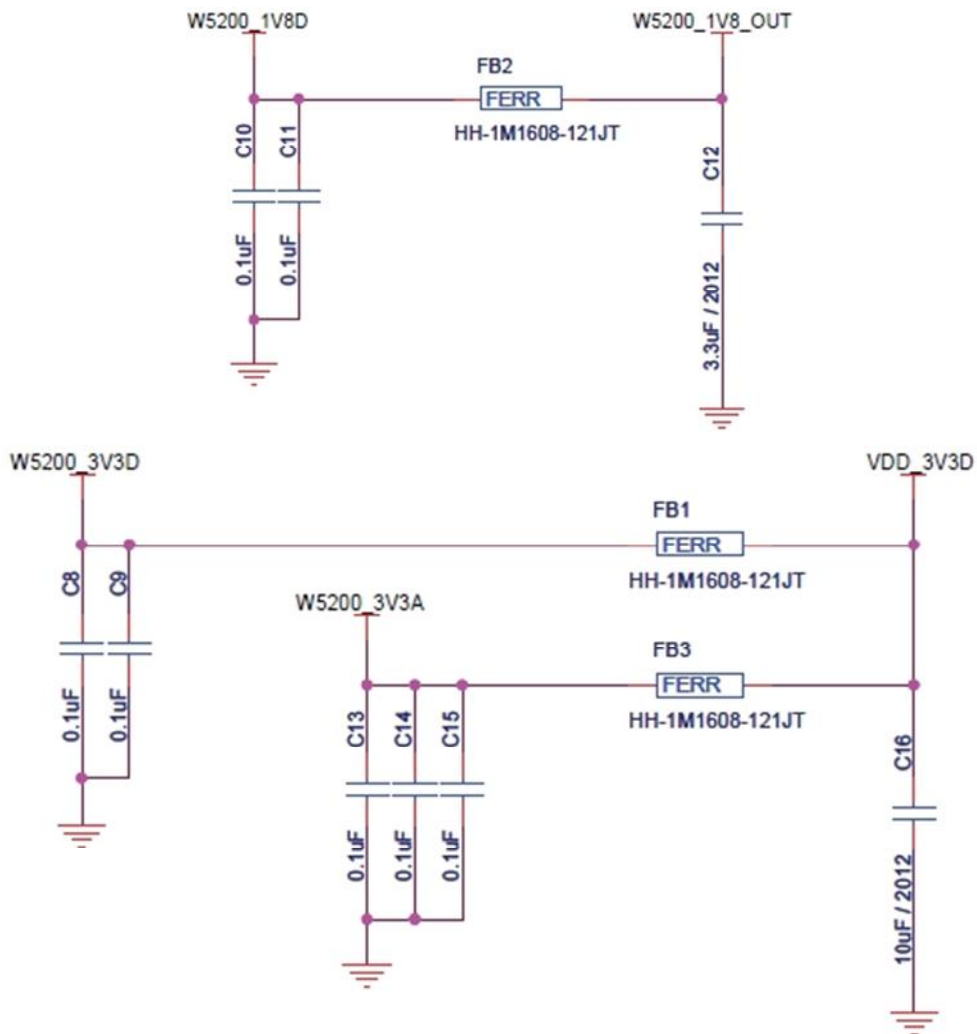 W5200_1V8D
W5200_1V8_OUT
FB2
FERR
HH-1M1608-121JT
C10
C11
C12
0.1uF
0.1uF
3.3uF / 2012
W5200_3V3D
VDD_3V3D
FB1
FERR
HH-1M1608-121JT
C8
C9
W5200_3V3A
FB3
FERR
HH-1M1608-121JT
0.1uF
0.1uF
C13
C14
C15
C16
0.1uF
0.1uF
0.1uF
10uF / 2012